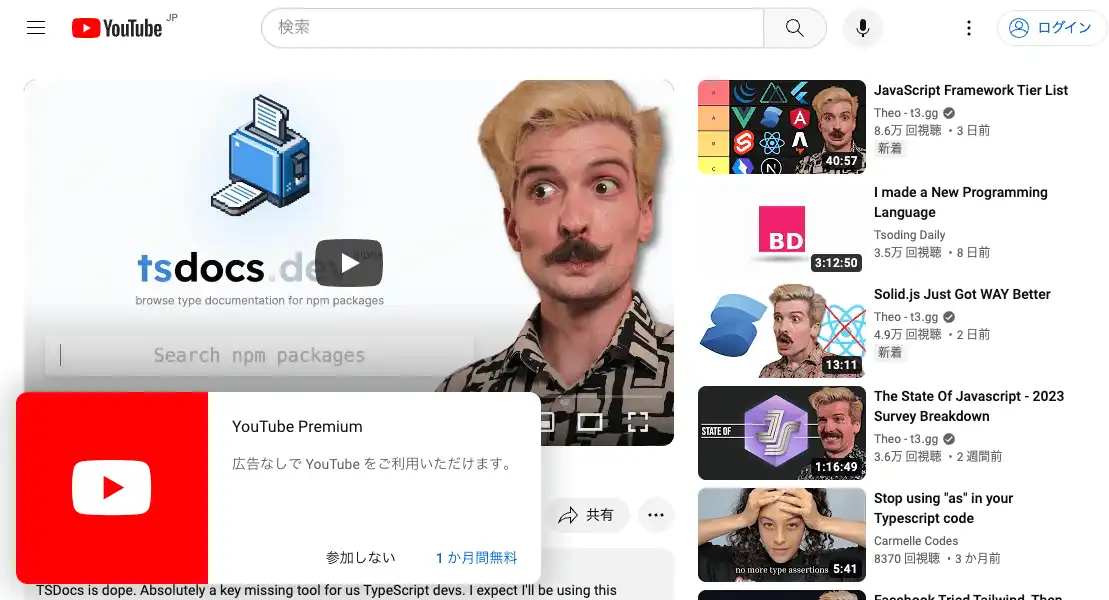 YouTube JP
検索
ログイン
tsdocs.dev alpha
browse type documentation for npm packages
Search npm packages
YouTube Premium
広告なしで YouTube をご利用いただけます。
参加しない
1 か月間無料
共有
TSDocs is dope. Absolutely a key missing tool for us TypeScript devs. I expect I'll be using this
40:57
JavaScript Framework Tier List
Theo - t3.gg
8.6万 回視聴 ・3 日前
新着
BD
3:12:50
I made a New Programming
Language
Tsoding Daily
3.5万 回視聴 ・8 日前
13:11
Solid.js Just Got WAY Better
Theo - t3.gg
4.9万 回視聴 ・2 日前
新着
STATE OF
JS
1:16:49
The State Of Javascript - 2023
Survey Breakdown
Theo - t3.gg
3.6万 回視聴 ・2 週間前
no more type assertions
5:41
Stop using "as" in your
Typescript code
Carmelle Codes
8370 回視聴 ・3 か月前
Facebook Tried Tailwind, Then